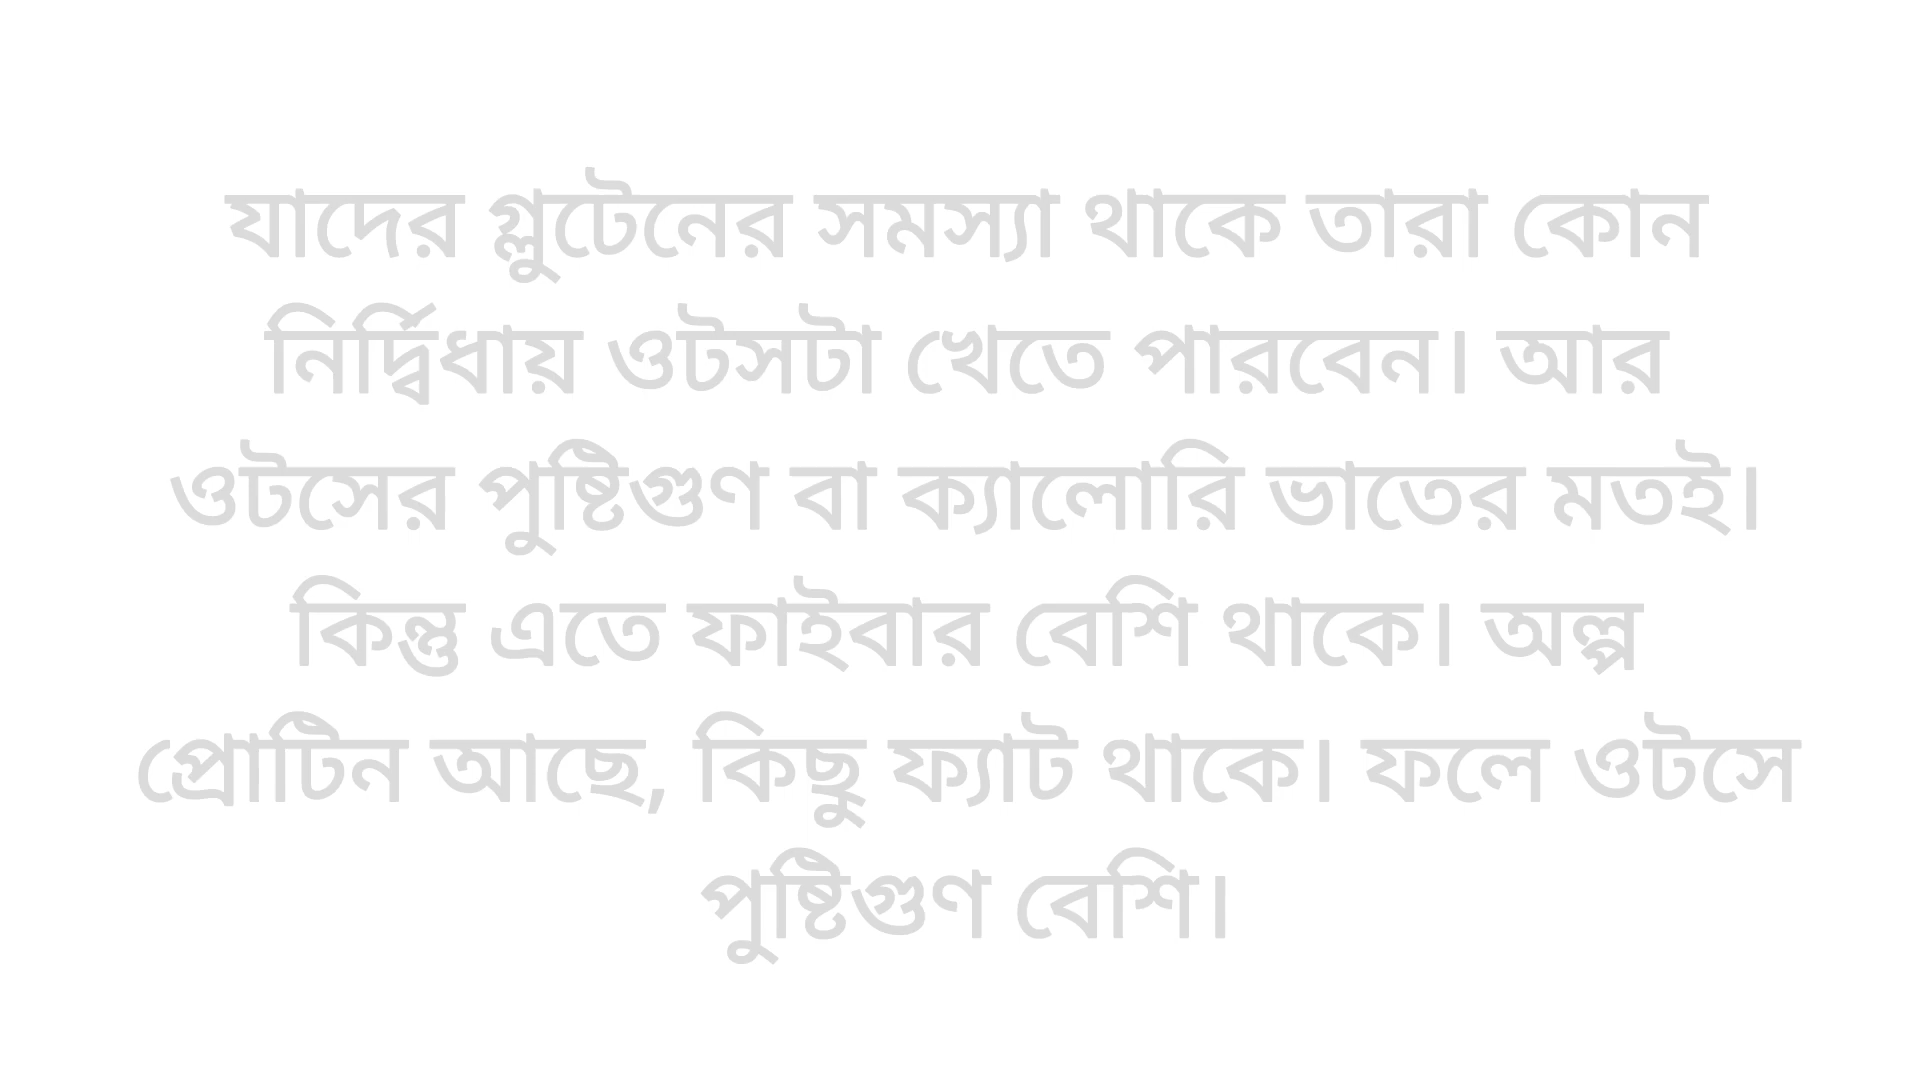 যাদের গ্লুটেনের সমস্যা থাকে তারা কোন
নির্দ্বিধায় ওটসটা খেতে পারবেন। আর
ওটসের পুষ্টিগুণ বা ক্যালোরি ভাতের মতই।
কিন্তু এতে ফাইবার বেশি থাকে। অল্প
প্রোটিন আছে, কিছু ফ্যাট থাকে। ফলে ওটসে
পুষ্টিগুণ বেশি।